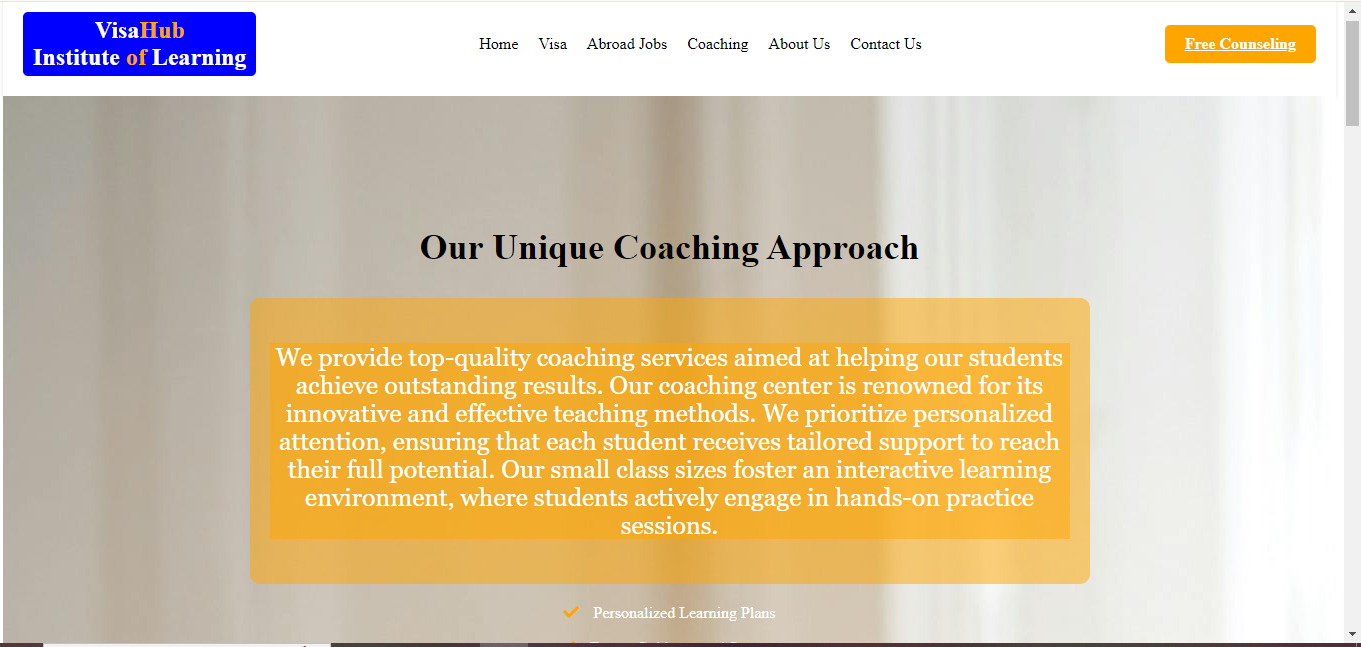 VisaHub
Institute of Learning
Home Visa Abroad Jobs Coaching About Us Contact Us
Free Counseling
Our Unique Coaching Approach
We provide top-quality coaching services aimed at helping our students
achieve outstanding results. Our coaching center is renowned for its
innovative and effective teaching methods. We prioritize personalized
attention, ensuring that each student receives tailored support to reach
their full potential. Our small class sizes foster an interactive learning
environment, where students actively engage in hands-on practice
sessions.
Personalized Learning Plans